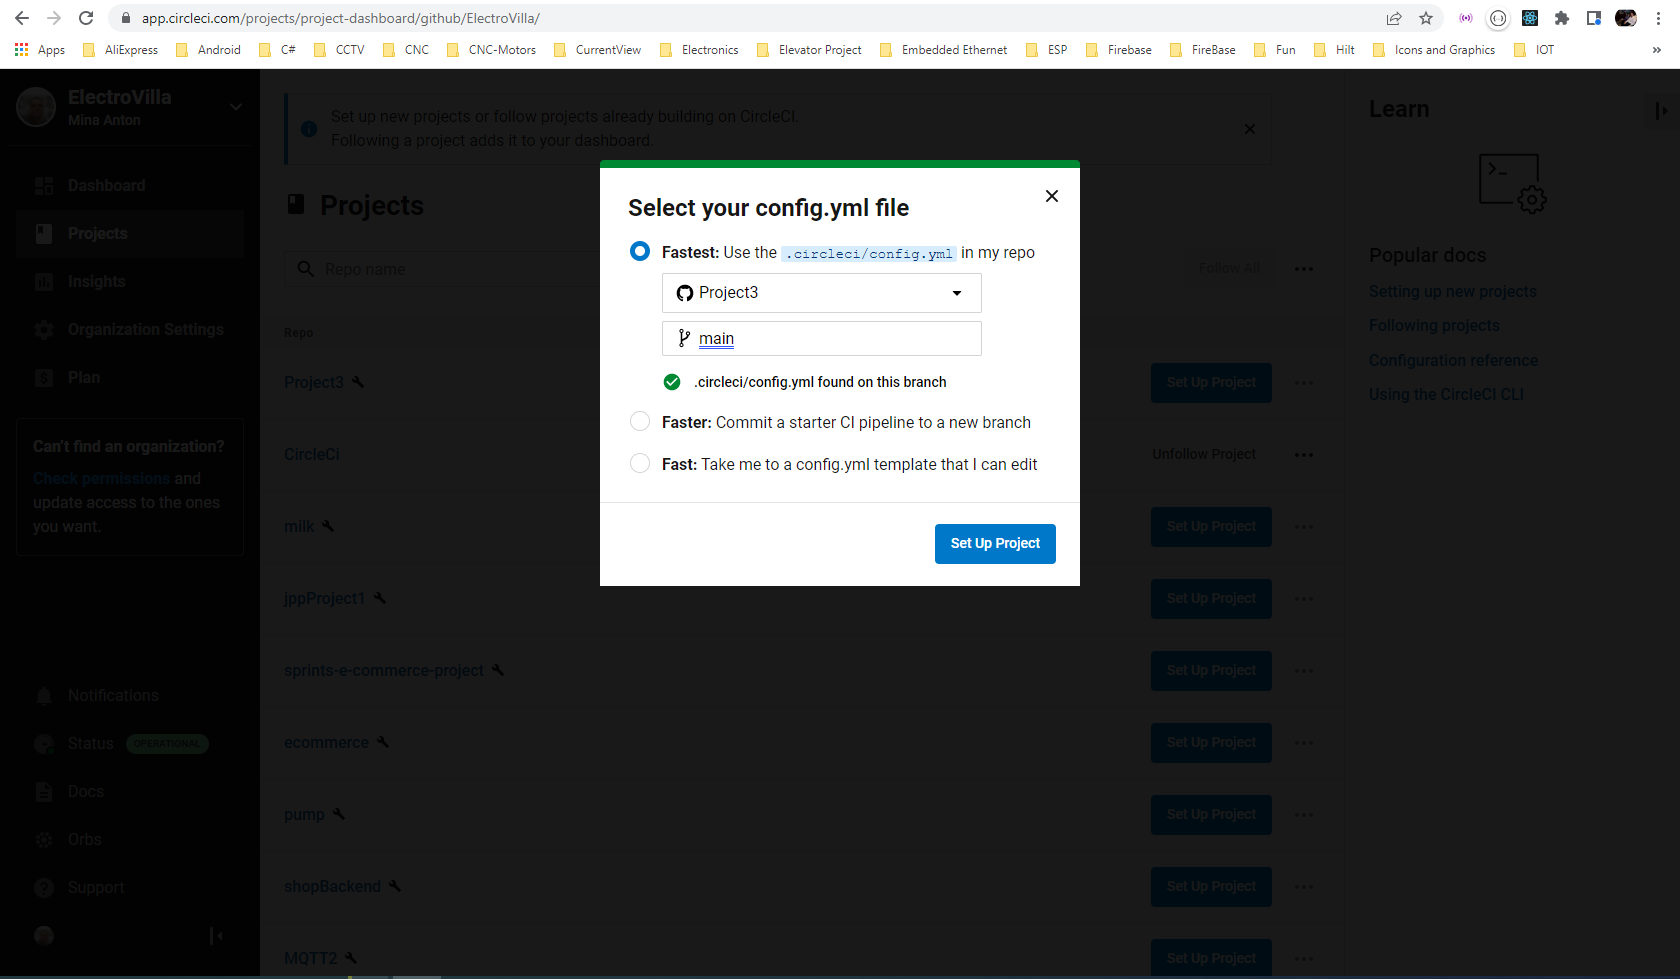 app.circleci.com/projects/project-dashboard/github/ElectroVilla/
Apps AliExpress Android C# CCTV CNC CNC-Motors CurrentView Electronics Elevator Project Embedded Ethernet ESP Firebase FireBase Fun Hilt Icons and Graphics IOT »
ElectroVilla
Mina Anton
Dashboard
Projects
Insights
Organization Settings
Plan
Can't find an organization?
Check permissions and
update access to the ones
you want.
Notifications
Status OPERATIONAL
Docs
Orbs
Support
Set up new projects or follow projects already building on CircleCI.
Following a project adds it to your dashboard.
Projects
Repo name
Follow All
Repo
Project3 Set Up Project
CircleCi Unfollow Project
milk Set Up Project
jppProject1 Set Up Project
sprints-e-commerce-project Set Up Project
ecommerce Set Up Project
pump Set Up Project
shopBackend Set Up Project
MQTT2 Set Up Project
Select your config.yml file
Fastest: Use the .circleci/config.yml in my repo
Project3
main
.circleci/config.yml found on this branch
Faster: Commit a starter CI pipeline to a new branch
Fast: Take me to a config.yml template that I can edit
Set Up Project
Learn
Popular docs
Setting up new projects
Following projects
Configuration reference
Using the CircleCI CLI